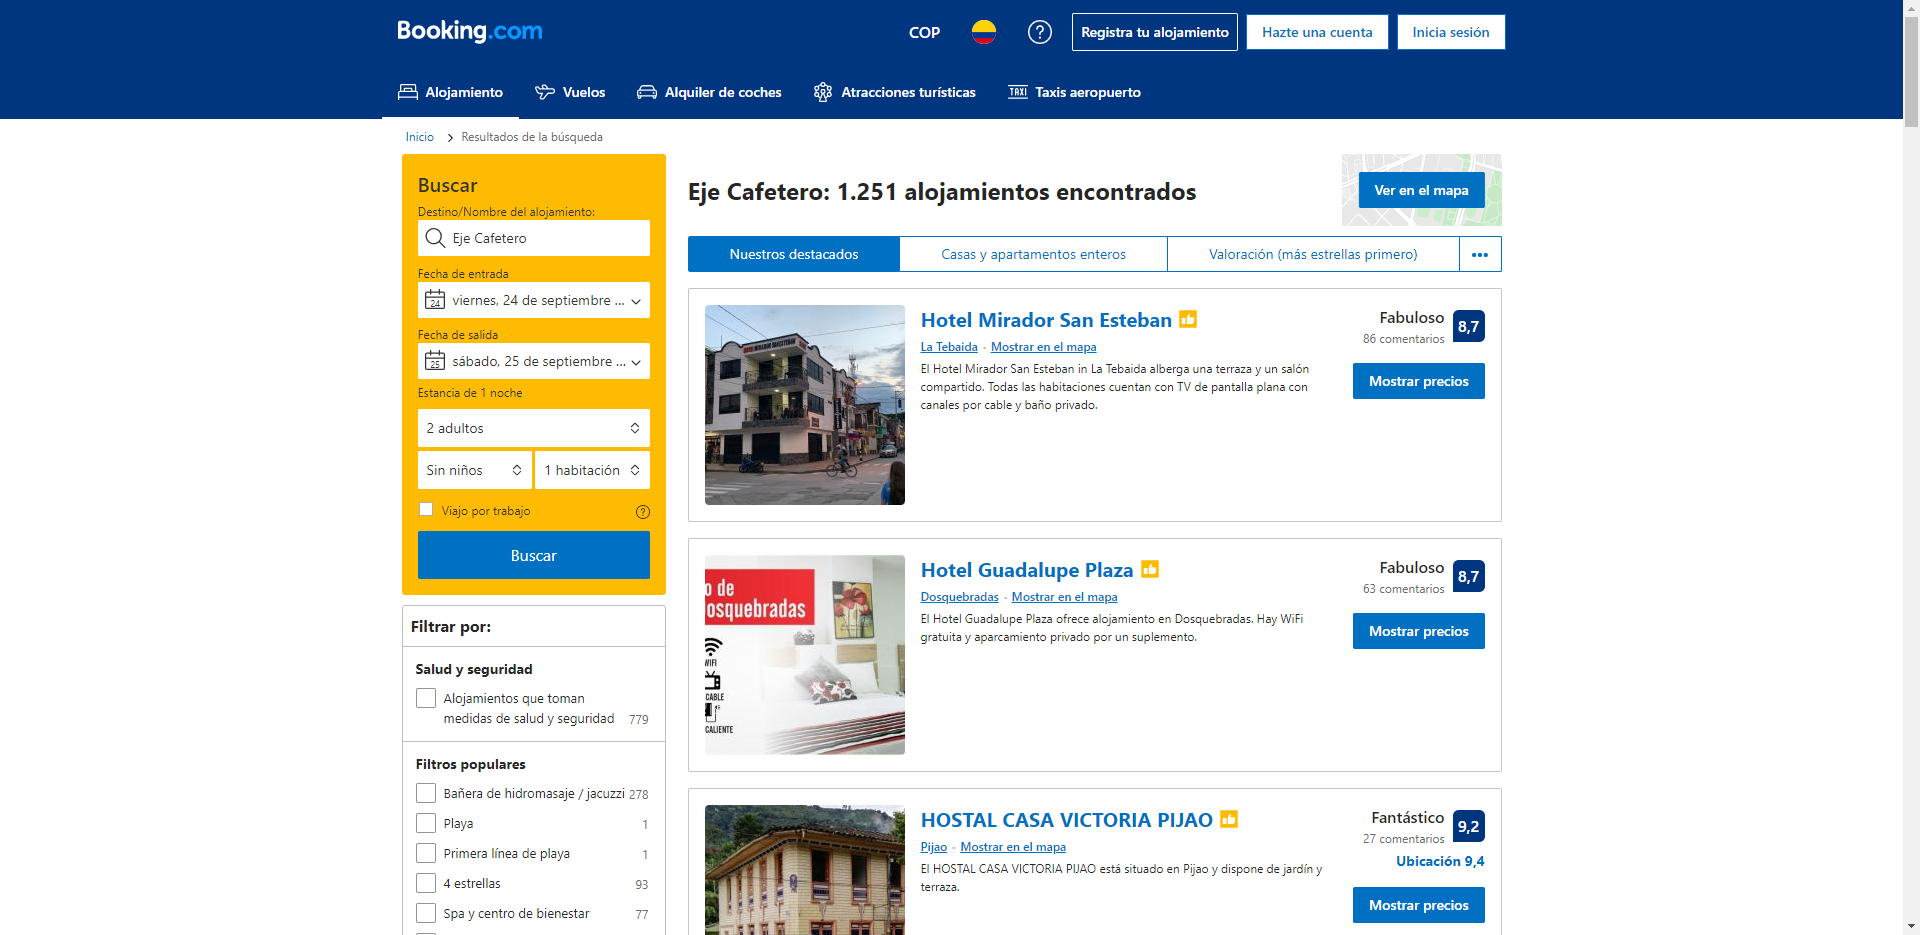 Booking.com
COP
Registra tu alojamiento
Hazte una cuenta
Inicia sesión
Alojamiento
Vuelos
Alquiler de coches
TAXI
Atracciones turísticas
Taxis aeropuerto
Inicio
Resultados de la búsqueda
Buscar
Destino/Nombre del alojamiento:
Eje Cafetero
Fecha de entrada
24
viernes, 24 de septiembre ...
Fecha de salida
25
sábado, 25 de septiembre ...
Estancia de 1 noche
2 adultos
Sin niños
1 habitación
Viajo por trabajo
Buscar
Filtrar por:
Salud y seguridad
Alojamientos que toman
medidas de salud y seguridad 779
Filtros populares
Bañera de hidromasaje / jacuzzi 278
Playa 1
Primera línea de playa 1
4 estrellas 93
Spa y centro de bienestar 77
Eje Cafetero: 1.251 alojamientos encontrados
Ver en el mapa
Nuestros destacados
Casas y apartamentos enteros
Valoración (más estrellas primero)
Hotel Mirador San Esteban
La Tebaida - Mostrar en el mapa
El Hotel Mirador San Esteban in La Tebaida alberga una terraza y un salón
compartido. Todas las habitaciones cuentan con TV de pantalla plana con
canales por cable y baño privado.
Fabuloso 8,7
86 comentarios
Mostrar precios
o de
osquebradas
WIFI
CABLE
CALIENTE
Hotel Guadalupe Plaza
Dosquebradas - Mostrar en el mapa
El Hotel Guadalupe Plaza ofrece alojamiento en Dosquebradas. Hay WiFi
gratuita y aparcamiento privado por un suplemento.
Fabuloso 8,7
63 comentarios
Mostrar precios
HOSTAL CASA VICTORIA PIJAO
Pijao - Mostrar en el mapa
El HOSTAL CASA VICTORIA PIJAO está situado en Pijao y dispone de jardín y
terraza.
Fantástico 9,2
27 comentarios
Ubicación 9,4
Mostrar precios